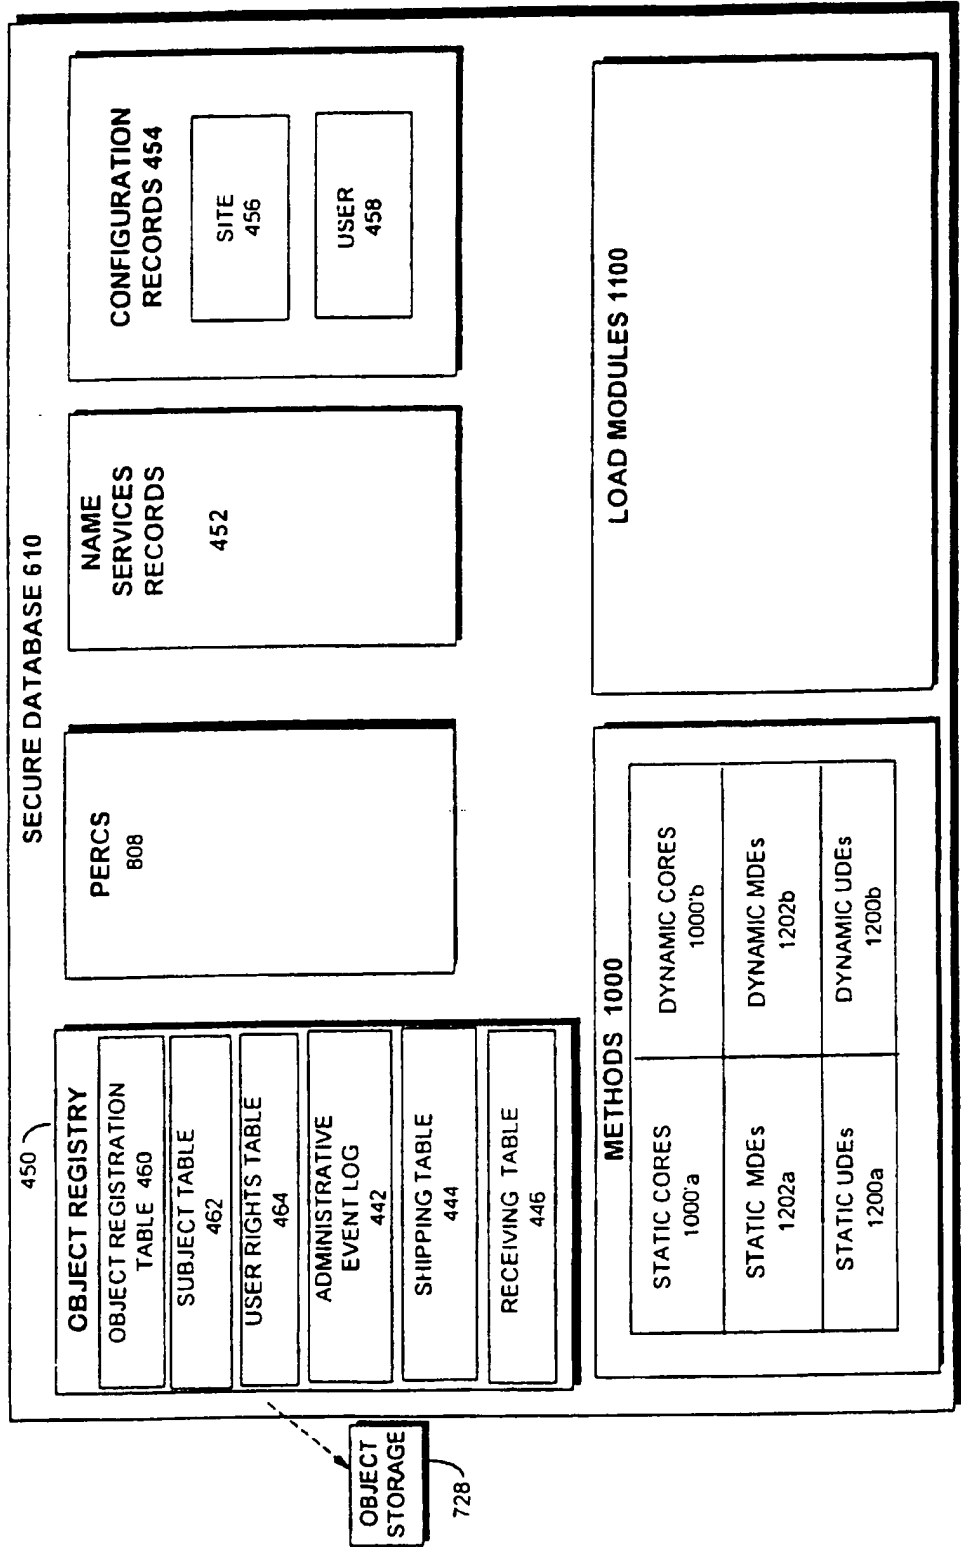 SECURE DATABASE 610
450
OBJECT REGISTRY
OBJECT REGISTRATION
TABLE 460
SUBJECT TABLE
462
USER RIGHTS TABLE
464
ADMINISTRATIVE
EVENT LOG
442
SHIPPING TABLE
444
RECEIVING TABLE
446
OBJECT
STORAGE
728
PERCS
808
NAME
SERVICES
RECORDS
452
CONFIGURATION
RECORDS 454
SITE
456
USER
458
METHODS 1000
STATIC CORES
1000'a
DYNAMIC CORES
1000'b
STATIC MDEs
1202a
DYNAMIC MDEs
1202b
STATIC UDEs
1200a
DYNAMIC UDEs
1200b
LOAD MODULES 1100